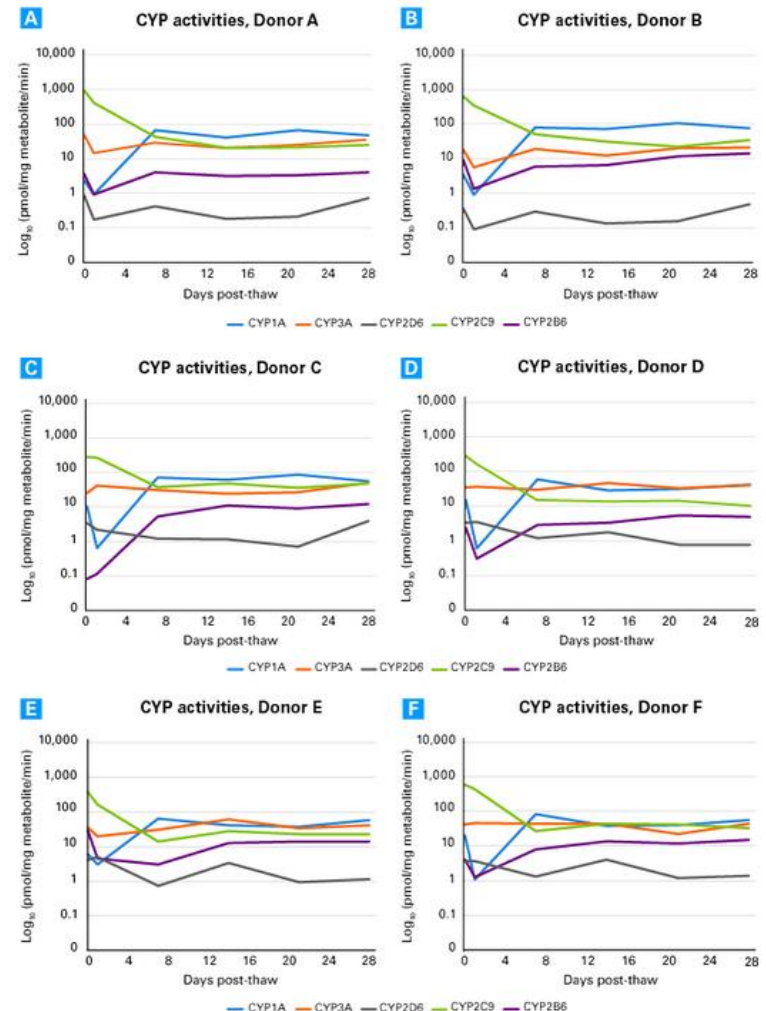 A CYP activities, Donor A
Log₁₀ (pmol/mg metabolite/min)
10,000
1,000
100
10
1
0.1
0
0 4 8 12 16 20 24 28
Days post-thaw
CYP1A CYP3A CYP2D6 CYP2C9 CYP2B6
B CYP activities, Donor B
Log₁₀ (pmol/mg metabolite/min)
10,000
1,000
100
10
1
0.1
0
0 4 8 12 16 20 24 28
Days post-thaw
C CYP activities, Donor C
Log₁₀ (pmol/mg metabolite/min)
10,000
1,000
100
10
1
0.1
0
0 4 8 12 16 20 24 28
Days post-thaw
CYP1A CYP3A CYP2D6 CYP2C9 CYP2B6
D CYP activities, Donor D
Log₁₀ (pmol/mg metabolite/min)
10,000
1,000
100
10
1
0.1
0
0 4 8 12 16 20 24 28
Days post-thaw
E CYP activities, Donor E
Log₁₀ (pmol/mg metabolite/min)
10,000
1,000
100
10
1
0.1
0
0 4 8 12 16 20 24 28
Days post-thaw
CYP1A CYP3A CYP2D6 CYP2C9 CYP2B6
F CYP activities, Donor F
Log₁₀ (pmol/mg metabolite/min)
10,000
1,000
100
10
1
0.1
0
0 4 8 12 16 20 24 28
Days post-thaw